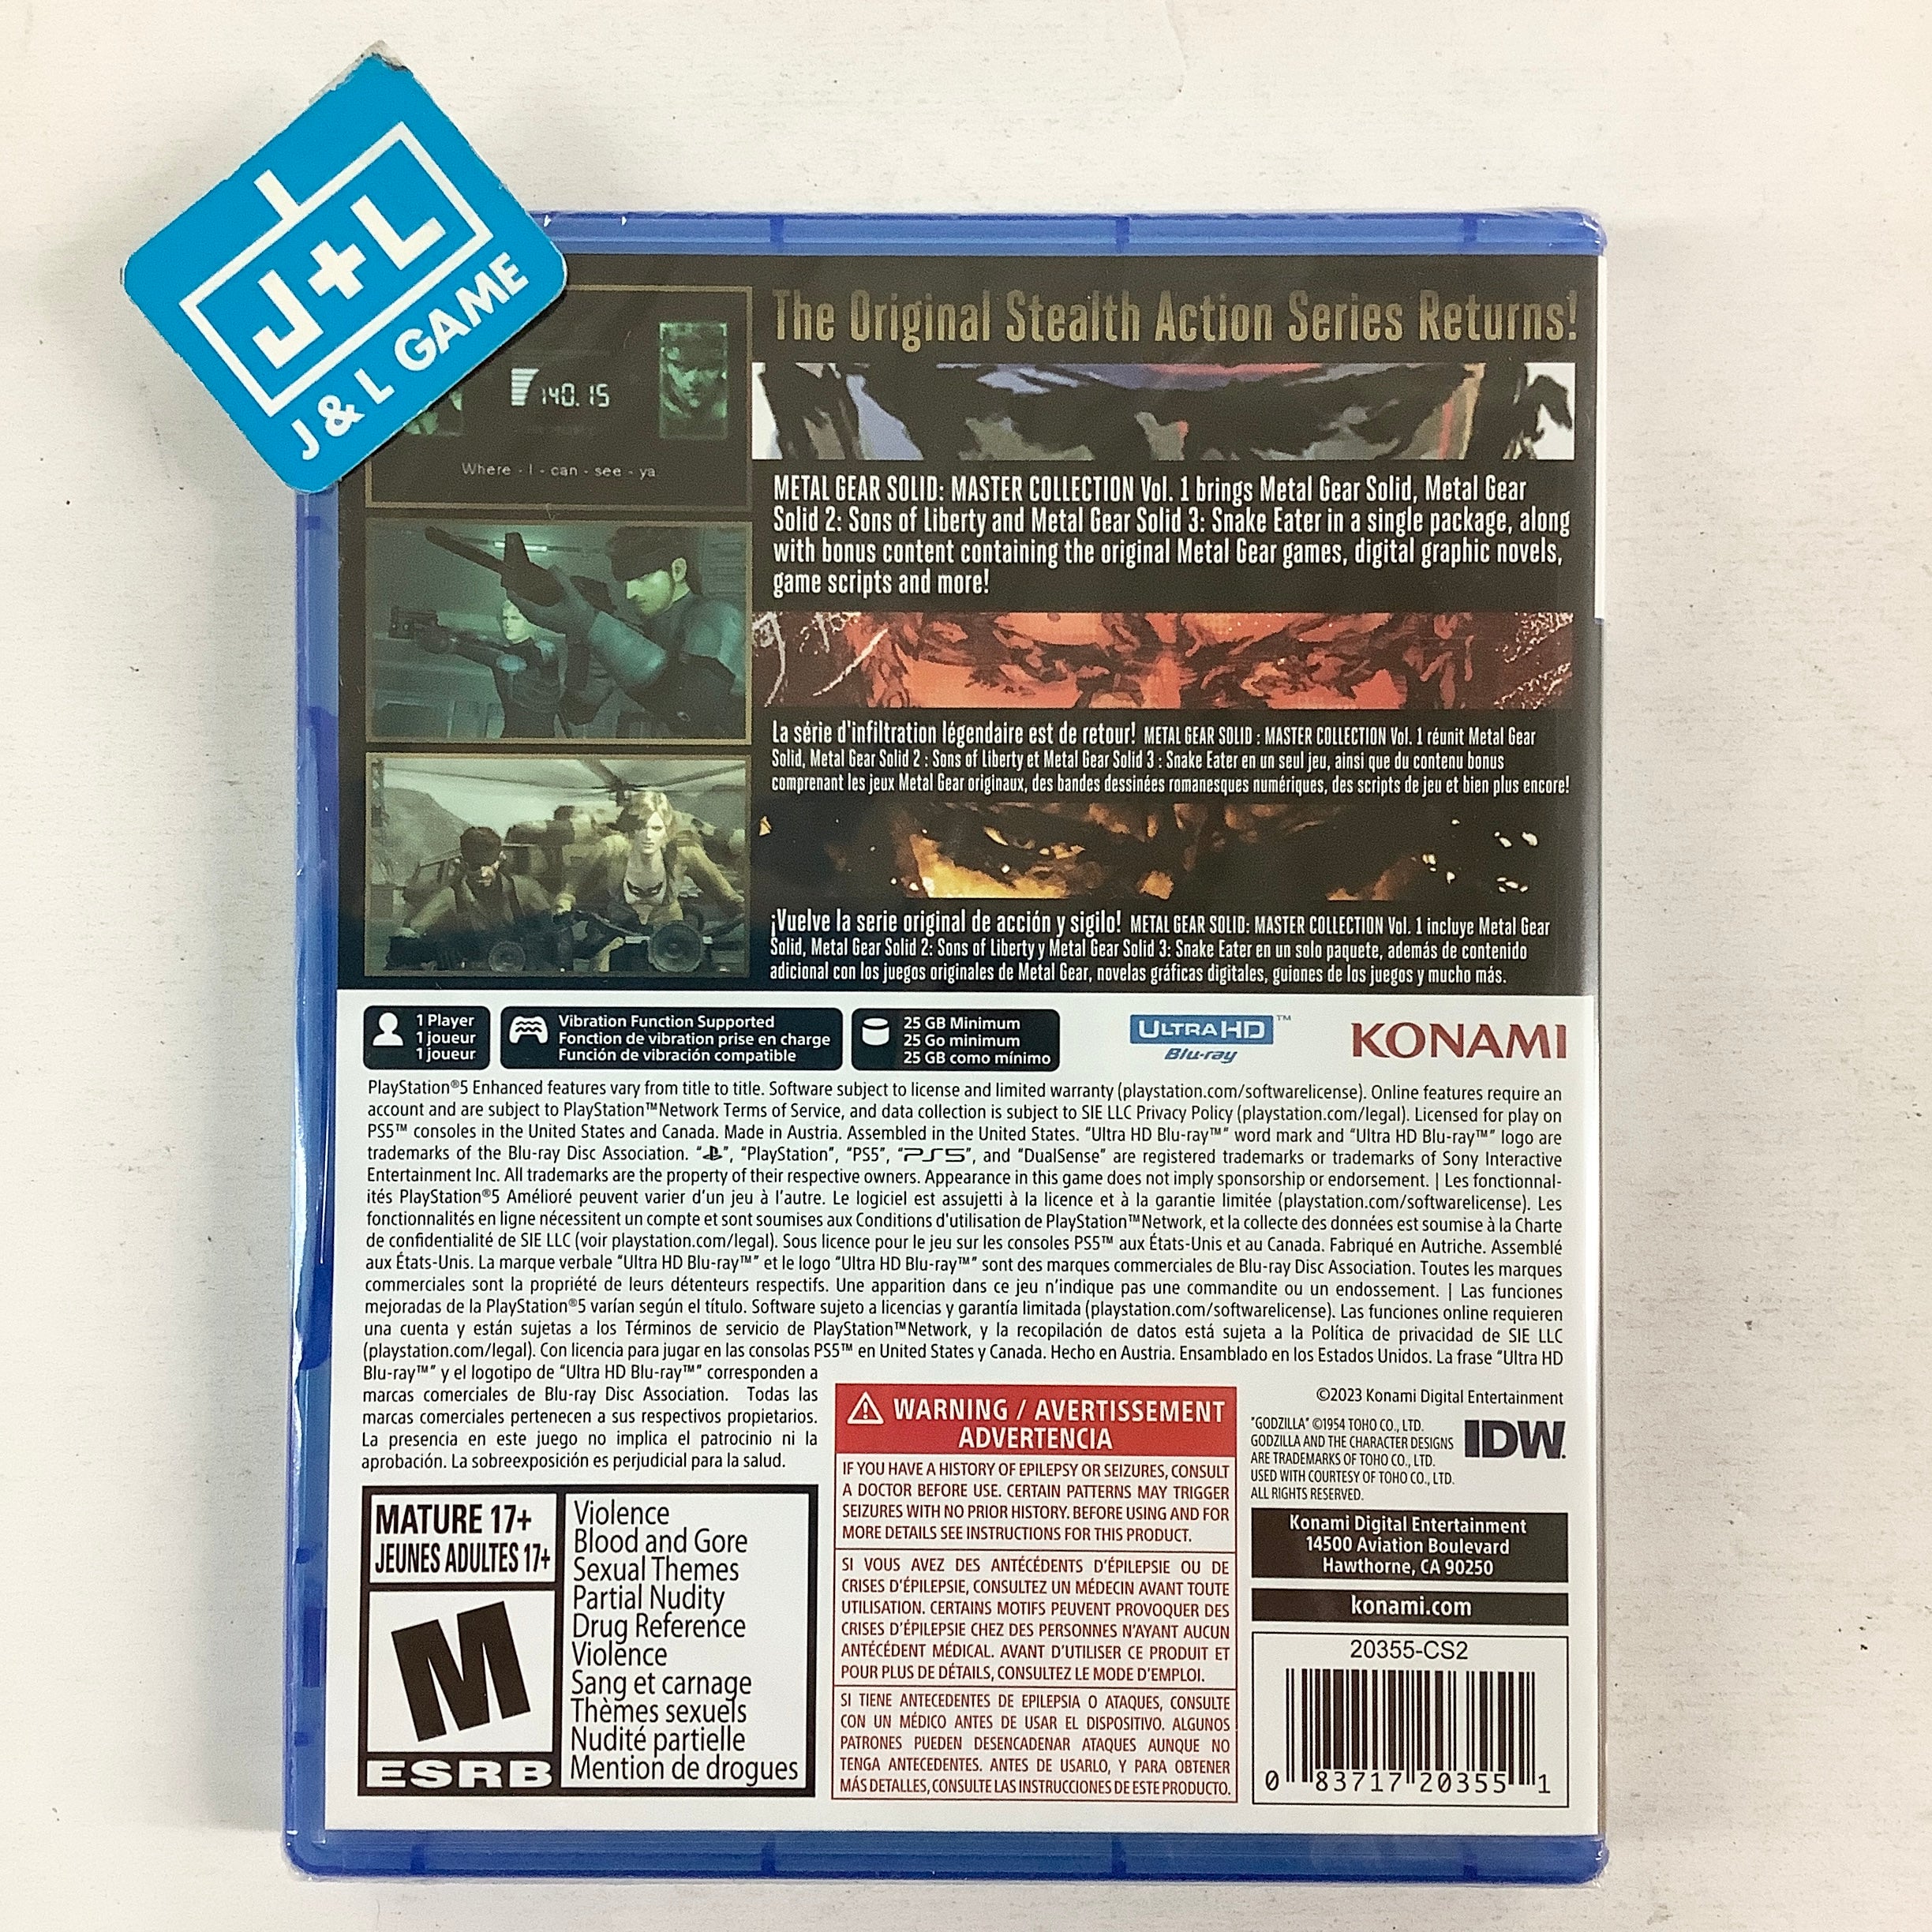 J+L
J & L GAME
140.15
Where - I - can - see - ya
The Original Stealth Action Series Returns!
METAL GEAR SOLID: MASTER COLLECTION Vol. 1 brings Metal Gear Solid, Metal Gear
Solid 2: Sons of Liberty and Metal Gear Solid 3: Snake Eater in a single package, along
with bonus content containing the original Metal Gear games, digital graphic novels,
game scripts and more!
La série d'infiltration légendaire est de retour! METAL GEAR SOLID : MASTER COLLECTION Vol. 1 réunit Metal Gear
Solid, Metal Gear Solid 2 : Sons of Liberty et Metal Gear Solid 3 : Snake Eater en un seul jeu, ainsi que du contenu bonus
comprenant les jeux Metal Gear originaux, des bandes dessinées romanesques numériques, des scripts de jeu et bien plus encore!
¡Vuelve la serie original de acción y sigilo! METAL GEAR SOLID: MASTER COLLECTION Vol. 1 incluye Metal Gear
Solid, Metal Gear Solid 2: Sons of Liberty y Metal Gear Solid 3: Snake Eater en un solo paquete, además de contenido
adicional con los juegos originales de Metal Gear, novelas gráficas digitales, guiones de los juegos y mucho más.
1 Player
1 joueur
1 joueur
Vibration Function Supported
Fonction de vibration prise en charge
Función de vibración compatible
25 GB Minimum
25 Go minimum
25 GB como mínimo
ULTRA HD™
Blu-ray
KONAMI
PlayStation®5 Enhanced features vary from title to title. Software subject to license and limited warranty (playstation.com/softwarelicense). Online features require an
account and are subject to PlayStation™Network Terms of Service, and data collection is subject to SIE LLC Privacy Policy (playstation.com/legal). Licensed for play on
PS5™ consoles in the United States and Canada. Made in Austria. Assembled in the United States. “Ultra HD Blu-ray™” word mark and “Ultra HD Blu-ray™” logo are
trademarks of the Blu-ray Disc Association. “ ”, “PlayStation”, “PS5”, “PS5”, and “DualSense” are registered trademarks or trademarks of Sony Interactive
Entertainment Inc. All trademarks are the property of their respective owners. Appearance in this game does not imply sponsorship or endorsement. | Les fonctionnal-
ités PlayStation®5 Amélioré peuvent varier d’un jeu à l’autre. Le logiciel est assujetti à la licence et à la garantie limitée (playstation.com/softwarelicense). Les
fonctionnalités en ligne nécessitent un compte et sont soumises aux Conditions d'utilisation de PlayStation™Network, et la collecte des données est soumise à la Charte
de confidentialité de SIE LLC (voir playstation.com/legal). Sous licence pour le jeu sur les consoles PS5™ aux États-Unis et au Canada. Fabriqué en Autriche. Assemblé
aux États-Unis. La marque verbale “Ultra HD Blu-ray™” et le logo “Ultra HD Blu-ray™” sont des marques commerciales de Blu-ray Disc Association. Toutes les marques
commerciales sont la propriété de leurs détenteurs respectifs. Une apparition dans ce jeu n’indique pas une commandite ou un endossement. | Las funciones
mejoradas de la PlayStation®5 varían según el título. Software sujeto a licencias y garantía limitada (playstation.com/softwarelicense). Las funciones online requieren
una cuenta y están sujetas a los Términos de servicio de PlayStation™Network, y la recopilación de datos está sujeta a la Política de privacidad de SIE LLC
(playstation.com/legal). Con licencia para jugar en las consolas PS5™ en United States y Canada. Hecho en Austria. Ensamblado en los Estados Unidos. La frase “Ultra HD
Blu-ray™” y el logotipo de “Ultra HD Blu-ray™” corresponden a
marcas comerciales de Blu-ray Disc Association. Todas las
marcas comerciales pertenecen a sus respectivos propietarios.
La presencia en este juego no implica el patrocinio ni la
aprobación. La sobreexposición es perjudicial para la salud.
MATURE 17+
JEUNES ADULTES 17+
M
ESRB
Violence
Blood and Gore
Sexual Themes
Partial Nudity
Drug Reference
Violence
Sang et carnage
Thèmes sexuels
Nudité partielle
Mention de drogues
WARNING / AVERTISSEMENT
ADVERTENCIA
IF YOU HAVE A HISTORY OF EPILEPSY OR SEIZURES, CONSULT
A DOCTOR BEFORE USE. CERTAIN PATTERNS MAY TRIGGER
SEIZURES WITH NO PRIOR HISTORY. BEFORE USING AND FOR
MORE DETAILS SEE INSTRUCTIONS FOR THIS PRODUCT.
SI VOUS AVEZ DES ANTÉCÉDENTS D’ÉPILEPSIE OU DE
CRISES D’ÉPILEPSIE, CONSULTEZ UN MÉDECIN AVANT TOUTE
UTILISATION. CERTAINS MOTIFS PEUVENT PROVOQUER DES
CRISES D’ÉPILEPSIE CHEZ DES PERSONNES N’AYANT AUCUN
ANTÉCÉDENT MÉDICAL. AVANT D’UTILISER CE PRODUIT ET
POUR PLUS DE DÉTAILS, CONSULTEZ LE MODE D’EMPLOI.
SI TIENE ANTECEDENTES DE EPILEPSIA O ATAQUES, CONSULTE
CON UN MÉDICO ANTES DE USAR EL DISPOSITIVO. ALGUNOS
PATRONES PUEDEN DESENCADENAR ATAQUES AUNQUE NO
TENGA ANTECEDENTES. ANTES DE USARLO, Y PARA OBTENER
MÁS DETALLES, CONSULTE LAS INSTRUCCIONES DE ESTE PRODUCTO.
©2023 Konami Digital Entertainment
"GODZILLA" ©1954 TOHO CO., LTD.
GODZILLA AND THE CHARACTER DESIGNS
ARE TRADEMARKS OF TOHO CO., LTD.
USED WITH COURTESY OF TOHO CO., LTD.
ALL RIGHTS RESERVED.
IDW.
Konami Digital Entertainment
14500 Aviation Boulevard
Hawthorne, CA 90250
konami.com
20355-CS2
0 83717 20355 1